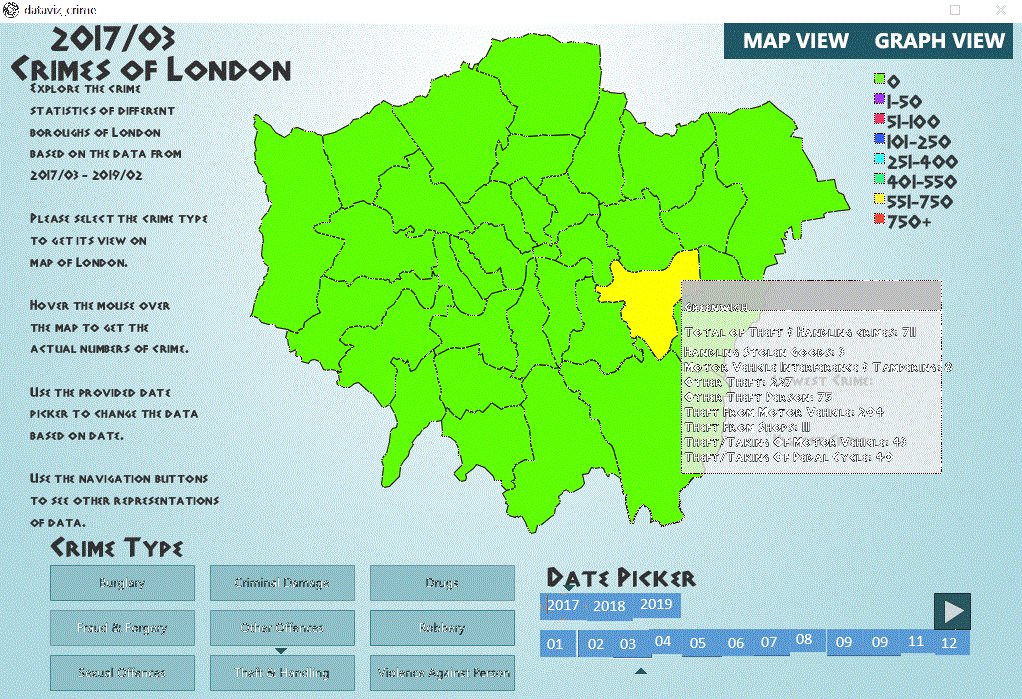 dataviz_crime
2017/03
Crimes of London
MAP VIEW GRAPH VIEW
Explore the crime
statistics of different
boroughs of London
based on the data from
2017/03 - 2019/02
Please select the crime type
to get its view on
map of London.
Hover the mouse over
the map to get the
actual numbers of crime.
Use the provided date
picker to change the data
based on date.
Use the navigation buttons
to see other representations
of data.
0
1-50
51-100
101-250
251-400
401-550
551-750
750+
Greenwich
Total of Theft & Handling crimes: 711
Handling Stolen Goods: 3
Motor Vehicle Interference & Tampering: 9
Other Theft: 227
Other Theft Person: 75
Theft From Motor Vehicle: 204
Theft From Shops: 111
Theft/Taking Of Motor Vehicle: 43
Theft/Taking Of Pedal Cycle: 40
west Crime:
Crime Type
Burglary Criminal Damage Drugs
Fraud & Forgery Other Offences Robbery
Sexual Offences Theft & Handling Violence Against Person
Date Picker
2017 2018 2019
01 02 03 04 05 06 07 08 09 09 11 12